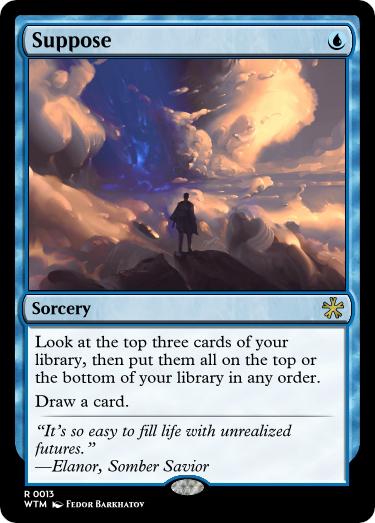 Suppose
Sorcery
Look at the top three cards of your
library, then put them all on the top or
the bottom of your library in any order.
Draw a card.
“It’s so easy to fill life with unrealized
futures.”
—Elanor, Somber Savior
R 0013
WTM Fedor Barkhatov